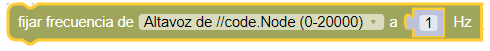 fijar frecuencia de Altavoz de //code.Node (0-20000) a 1 Hz